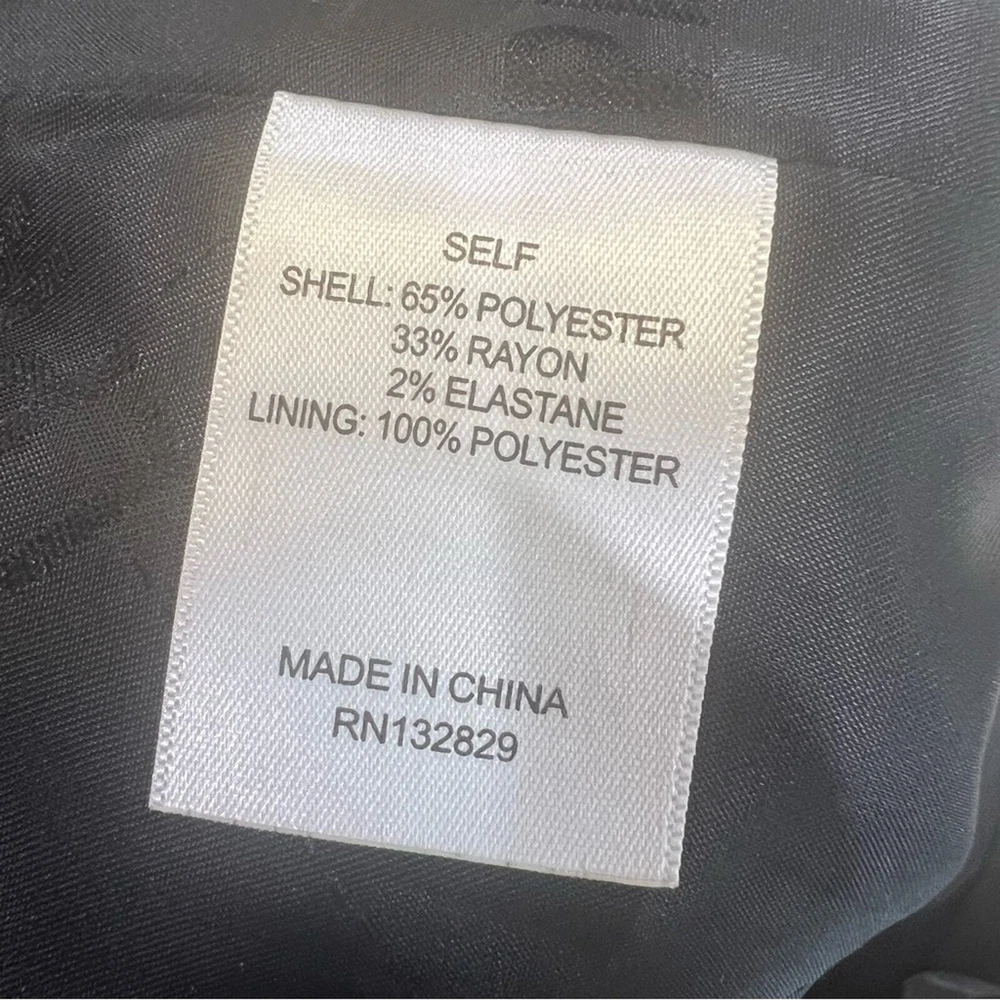 SELF
SHELL: 65% POLYESTER
33% RAYON
2% ELASTANE
LINING: 100% POLYESTER
MADE IN CHINA
RN132829